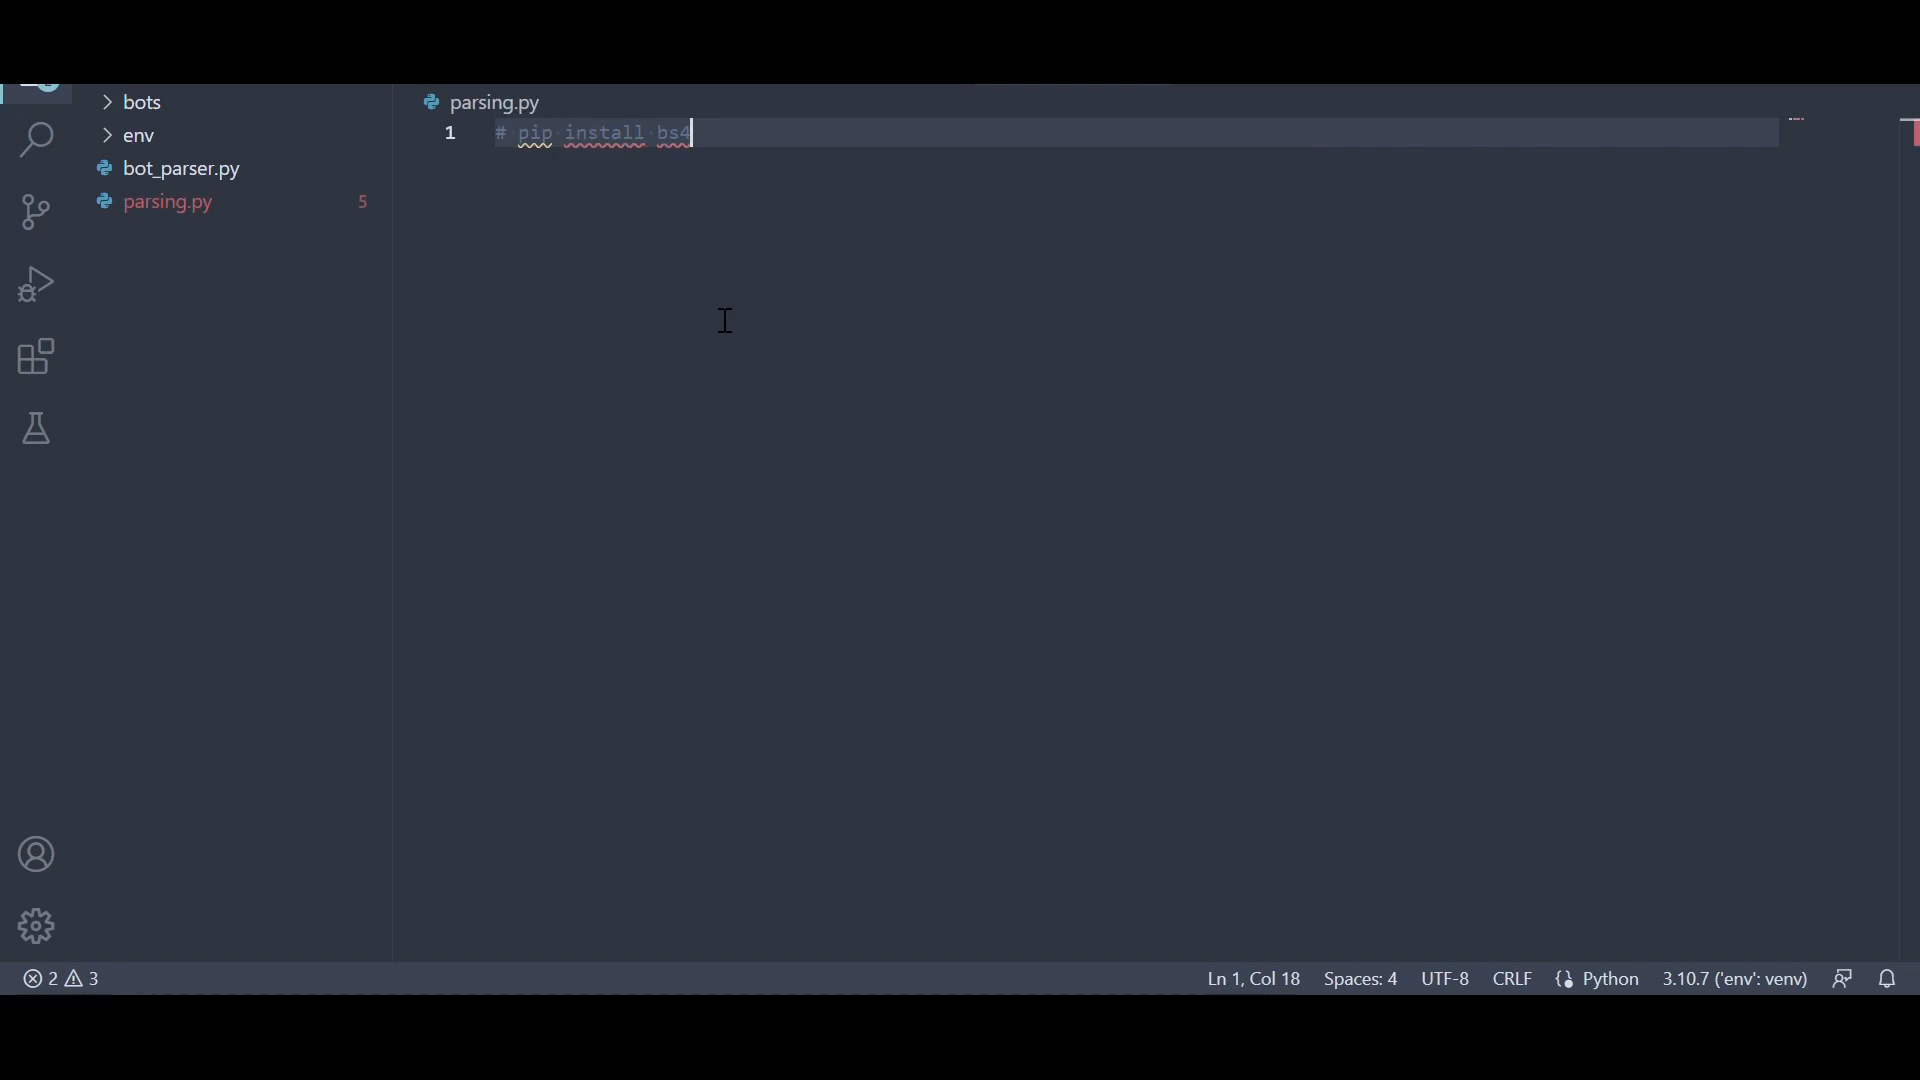 bots
env
bot_parser.py
parsing.py 5
parsing.py
1 # pip install bs4
2 3
Ln 1, Col 18 Spaces: 4 UTF-8 CRLF Python 3.10.7 ('env': venv)